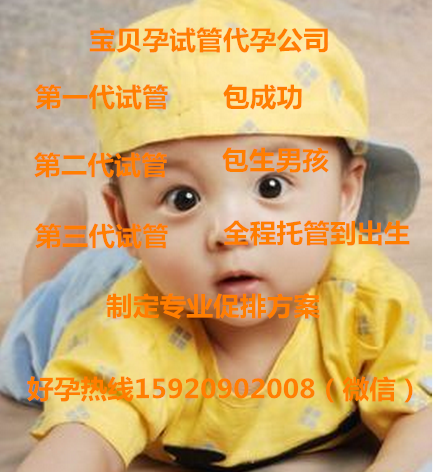 宝贝孕试管代孕公司
第一代试管 包成功
第二代试管 包生男孩
第三代试管 全程托管到出生
制定专业促排方案
好孕热线15920902008（微信）